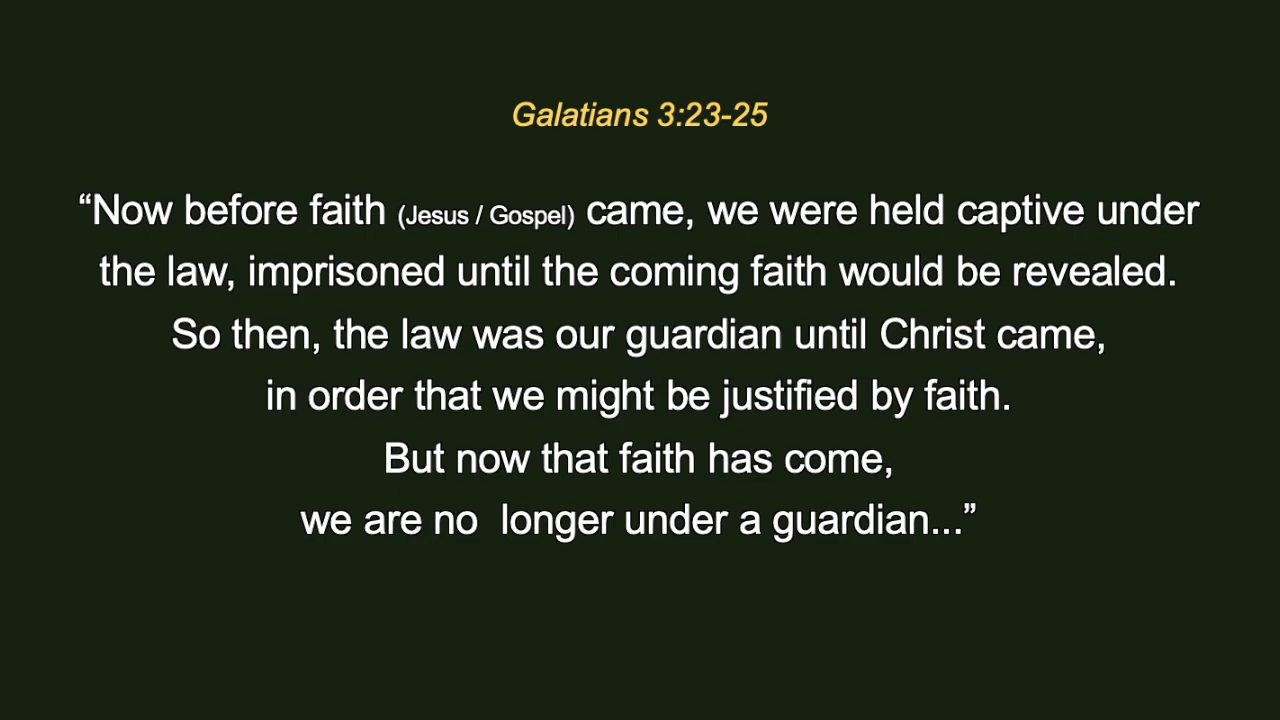 Galatians 3:23-25
“Now before faith (Jesus / Gospel) came, we were held captive under
the law, imprisoned until the coming faith would be revealed.
So then, the law was our guardian until Christ came,
in order that we might be justified by faith.
But now that faith has come,
we are no  longer under a guardian...”